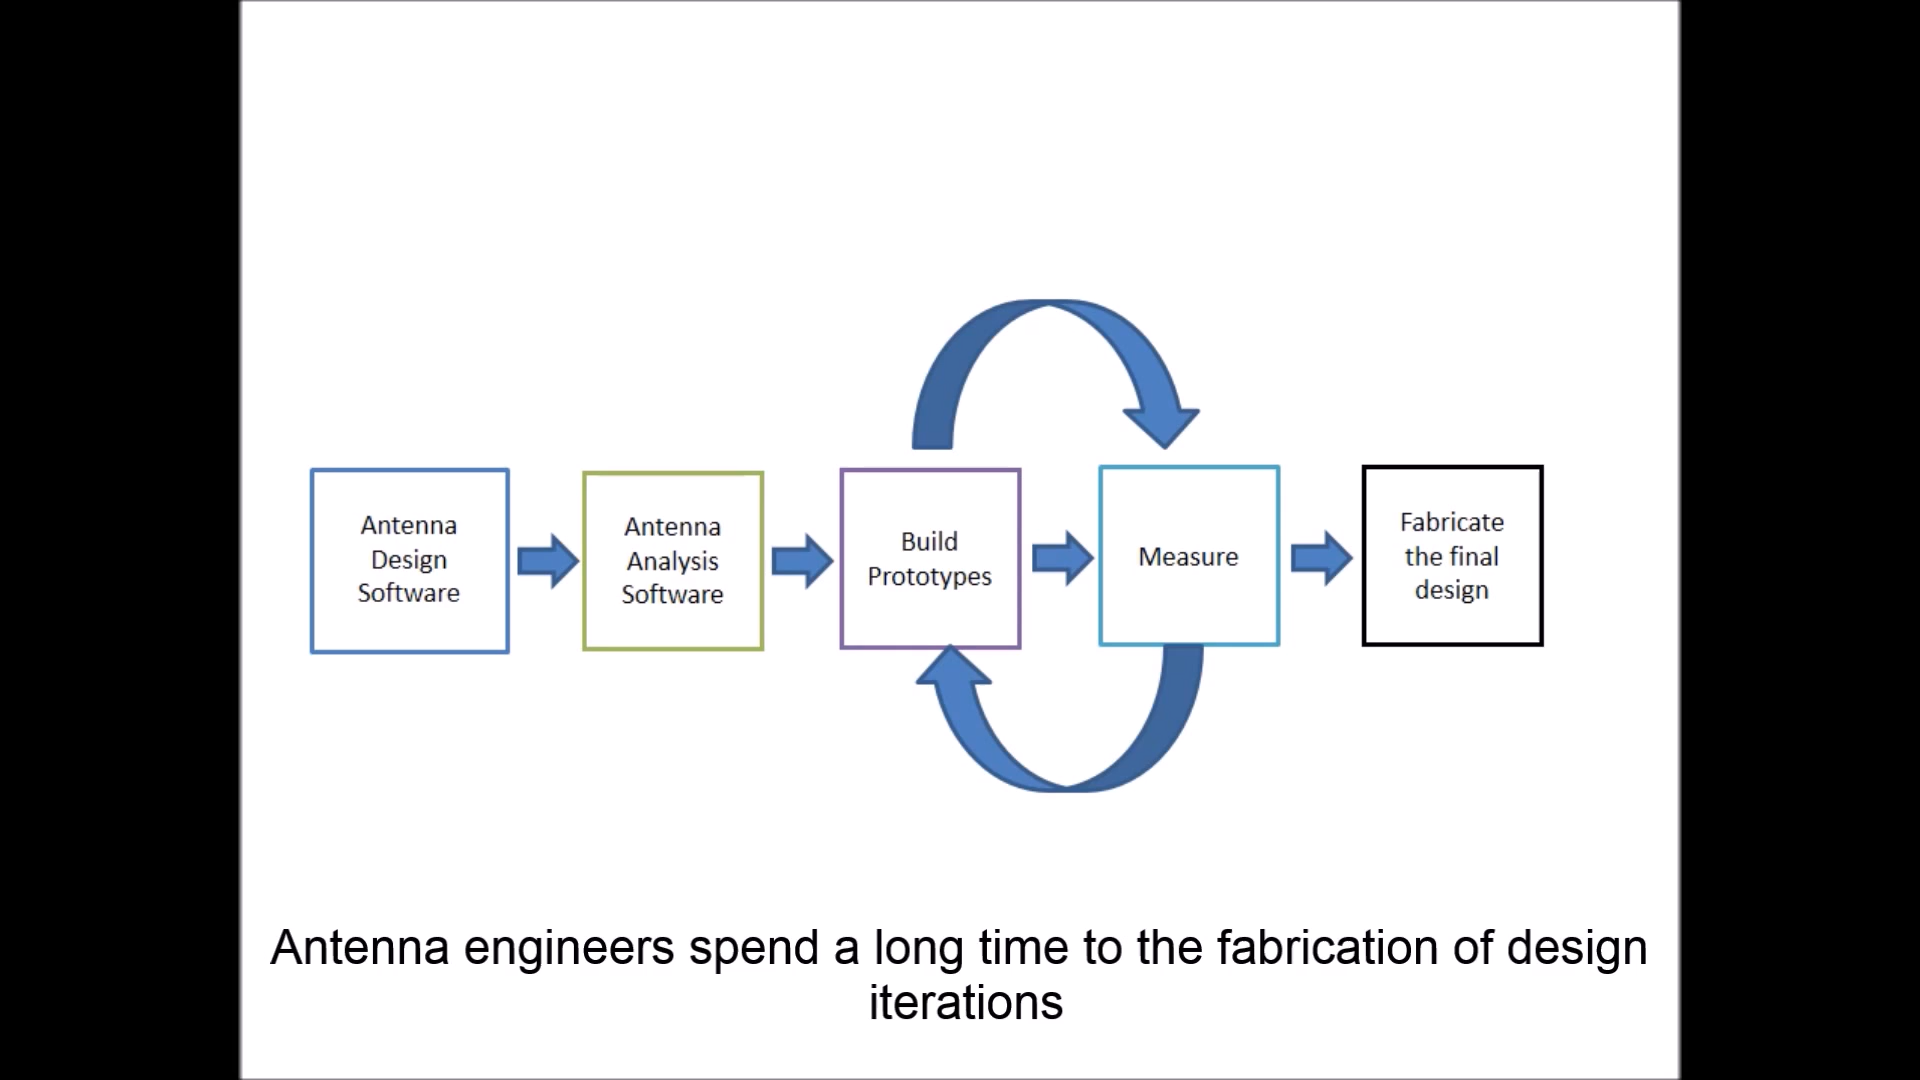 Antenna
Design
Software
Antenna
Analysis
Software
Build
Prototypes
Measure
Fabricate
the final
design
Antenna engineers spend a long time to the fabrication of design
iterations